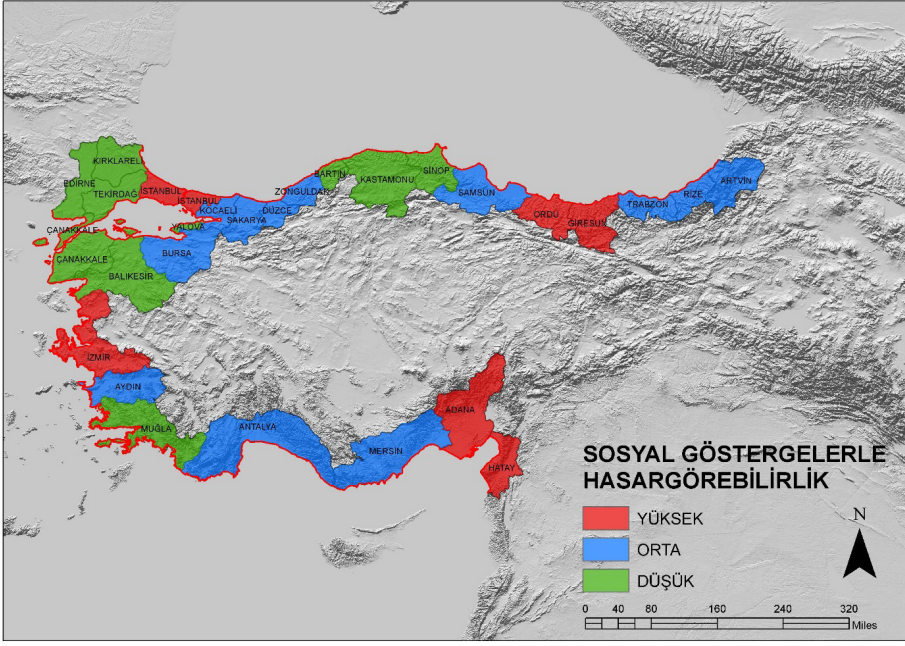 KIRKLARELİ
EDİRNE
TEKİRDAĞ
İSTANBUL
İSTANBUL
KOCAELİ
SAKARYA
DÜZCE
ZONGULDAK
BARTIN
KASTAMONU
SİNOP
SAMSUN
ORDU
GİRESUN
TRABZON
RİZE
ARTVİN
ÇANAKKALE
YALOVA
BURSA
ÇANAKKALE
BALIKESİR
İZMİR
AYDIN
MUĞLA
ANTALYA
MERSİN
ADANA
HATAY
SOSYAL GÖSTERGELERLE
HASARGÖREBİLİRLİK
YÜKSEK
ORTA
DÜŞÜK
N
0 40 80 160 240 320
Miles